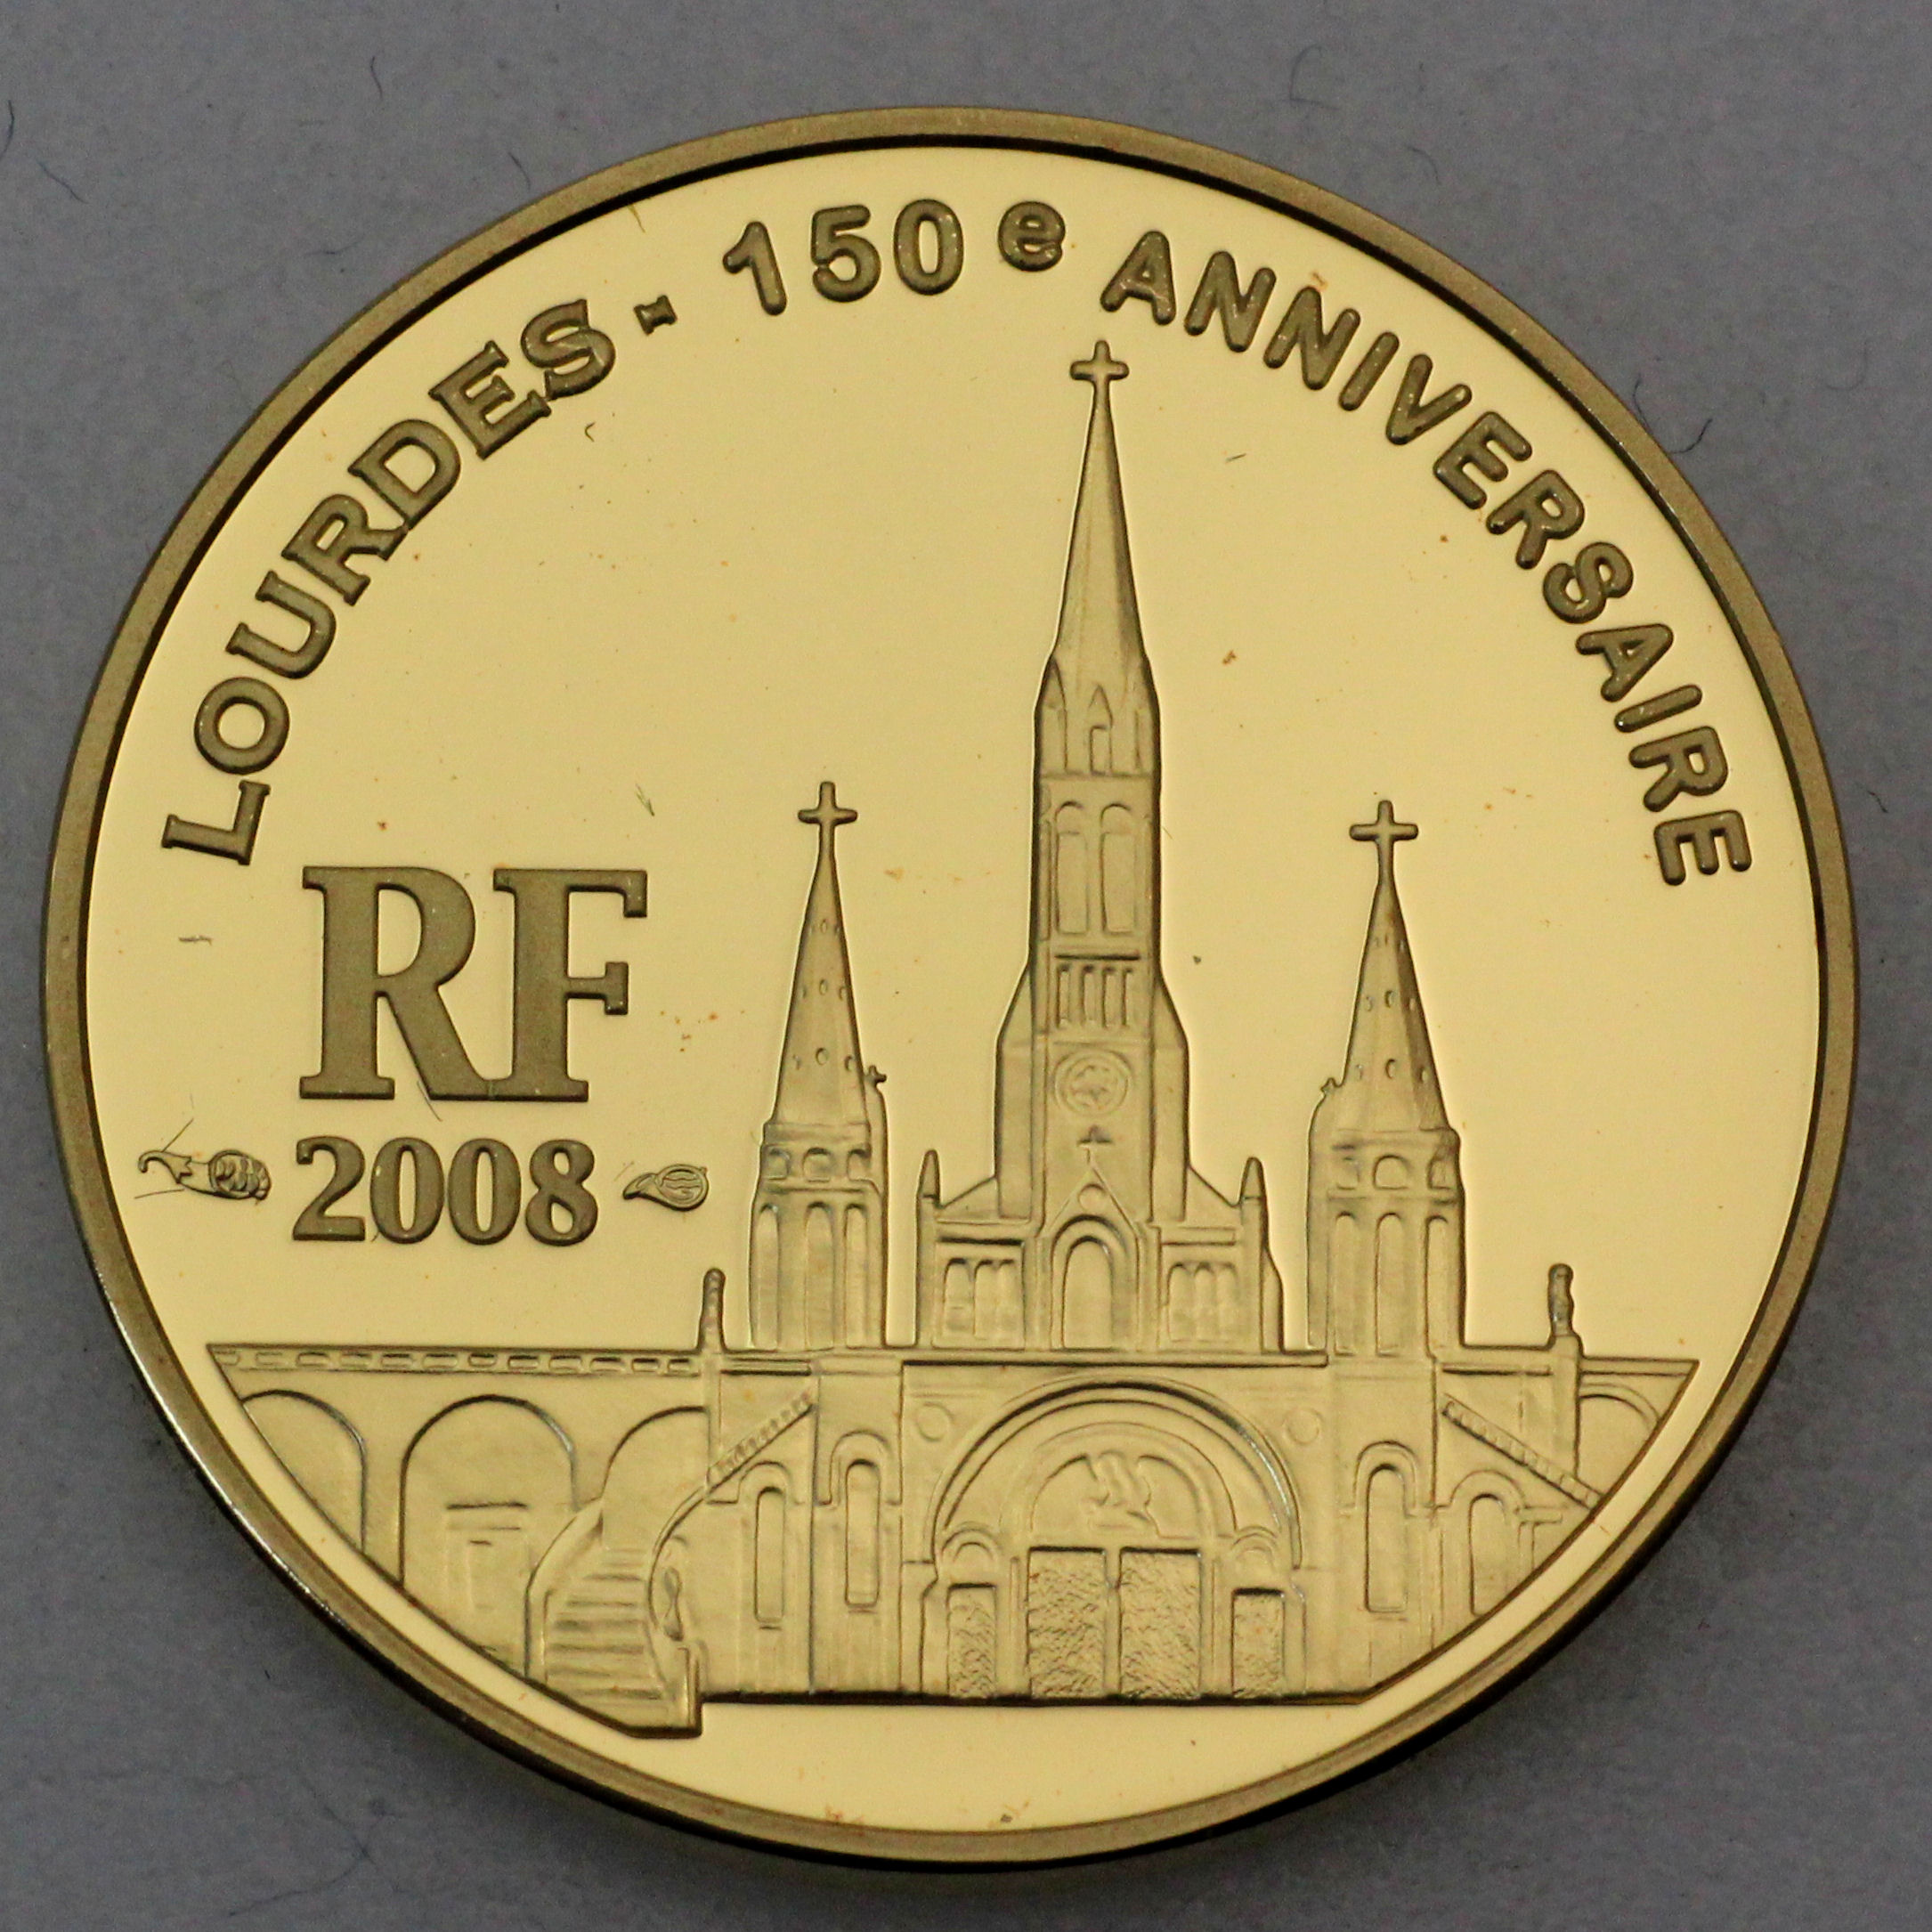 LOURDES - 150e ANNIVERSAIRE
RF
2008